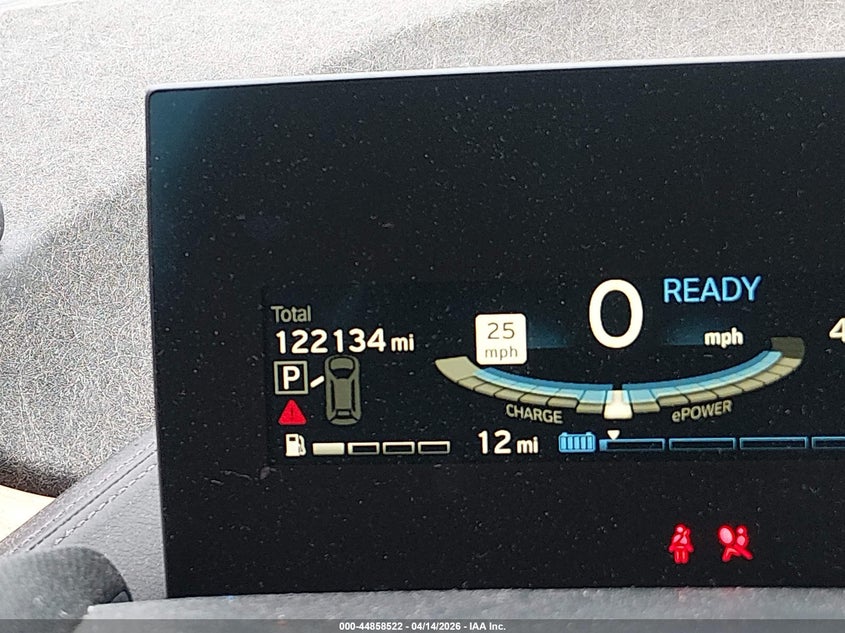 READY
0
Total
25
mph
4
122134 mi
mph
P
CHARGE
ePOWER
12 mi
000-44858522 - 04/14/2026 - IAA Inc.